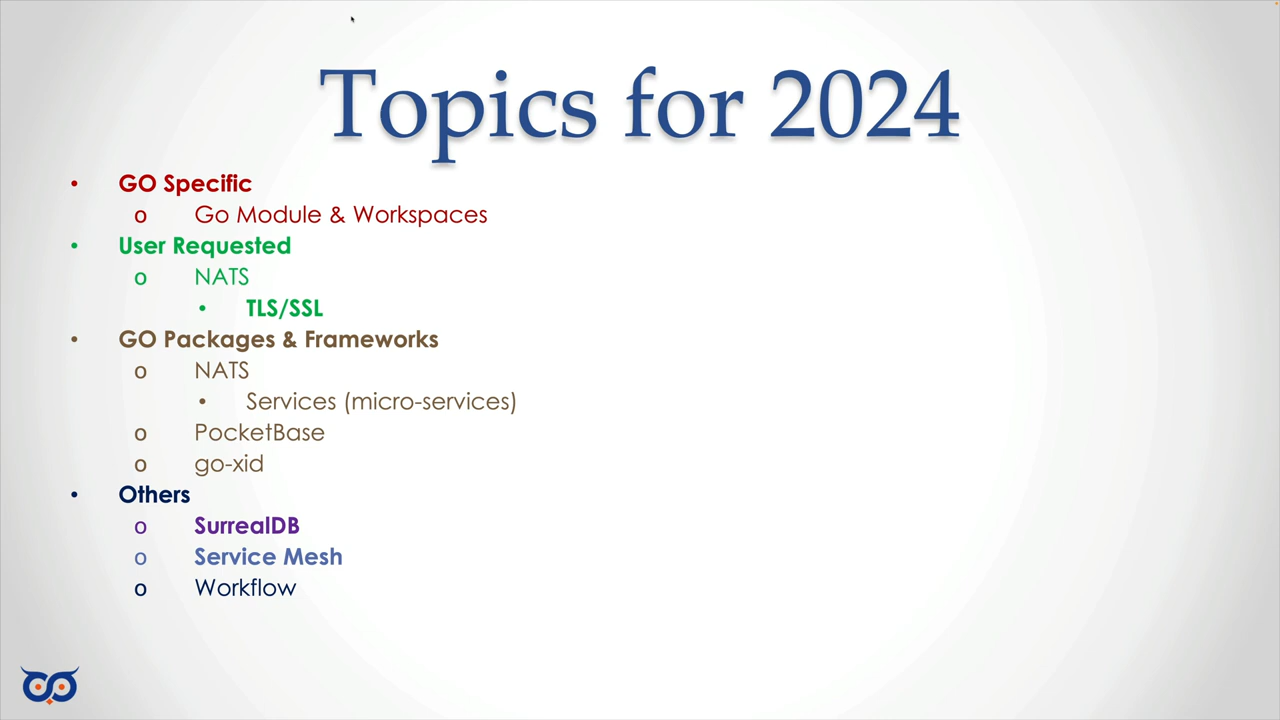 Topics for 2024
• GO Specific
o Go Module & Workspaces
• User Requested
o NATS
• TLS/SSL
• GO Packages & Frameworks
o NATS
• Services (micro-services)
o PocketBase
o go-xid
• Others
o SurrealDB
o Service Mesh
o Workflow